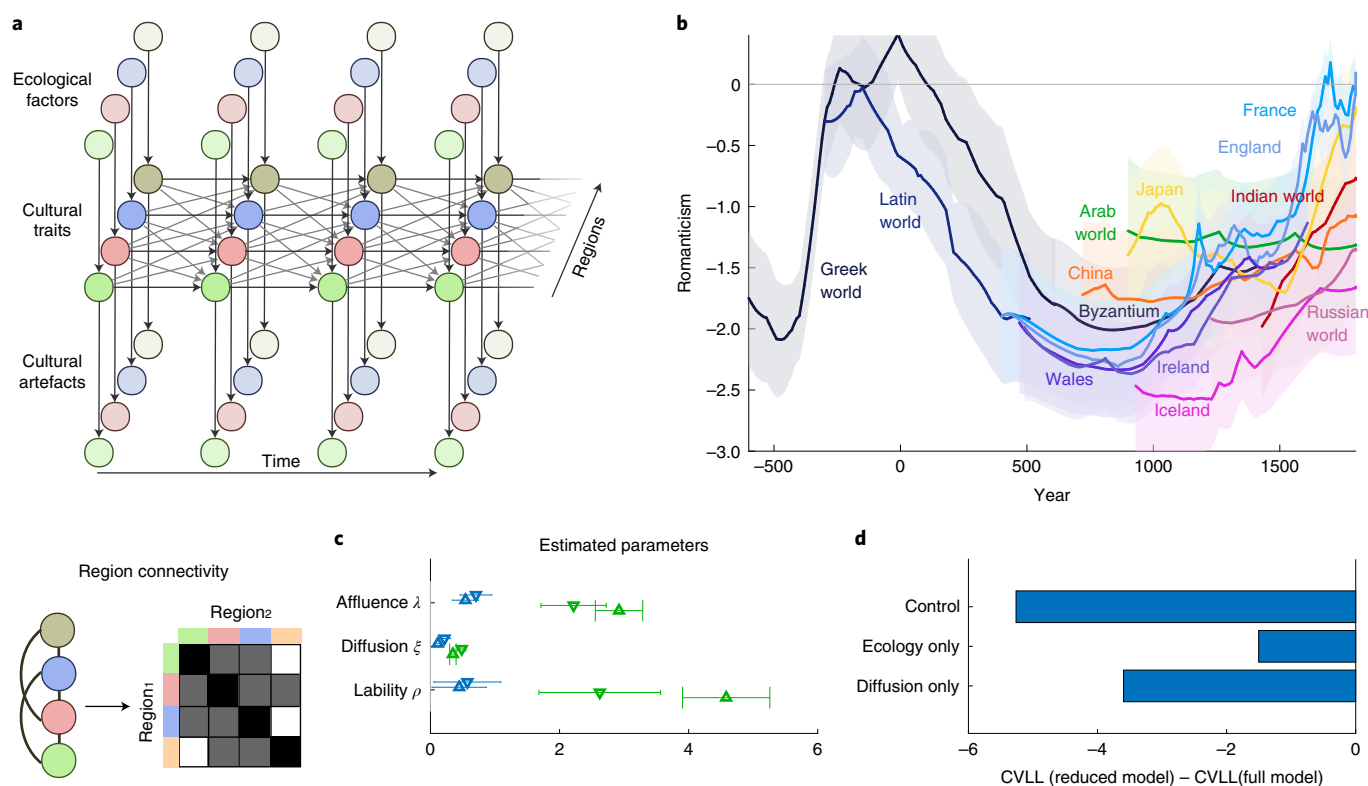 a
Ecological
factors
Cultural
traits
Cultural
artefacts
Regions
Time
b
Romanticism
0
–0.5
–1.0
–1.5
–2.0
–2.5
–3.0
–500
0
500
1000
1500
Year
Greek
world
Latin
world
Japan
Arab
world
China
Byzantium
Wales
Ireland
Iceland
France
England
Indian world
Russian
world
Region connectivity
Region2
Region1
c
Estimated parameters
Affluence λ
Diffusion ξ
Lability ρ
0
2
4
6
d
Control
Ecology only
Diffusion only
–6
–4
–2
0
CVLL (reduced model) – CVLL(full model)